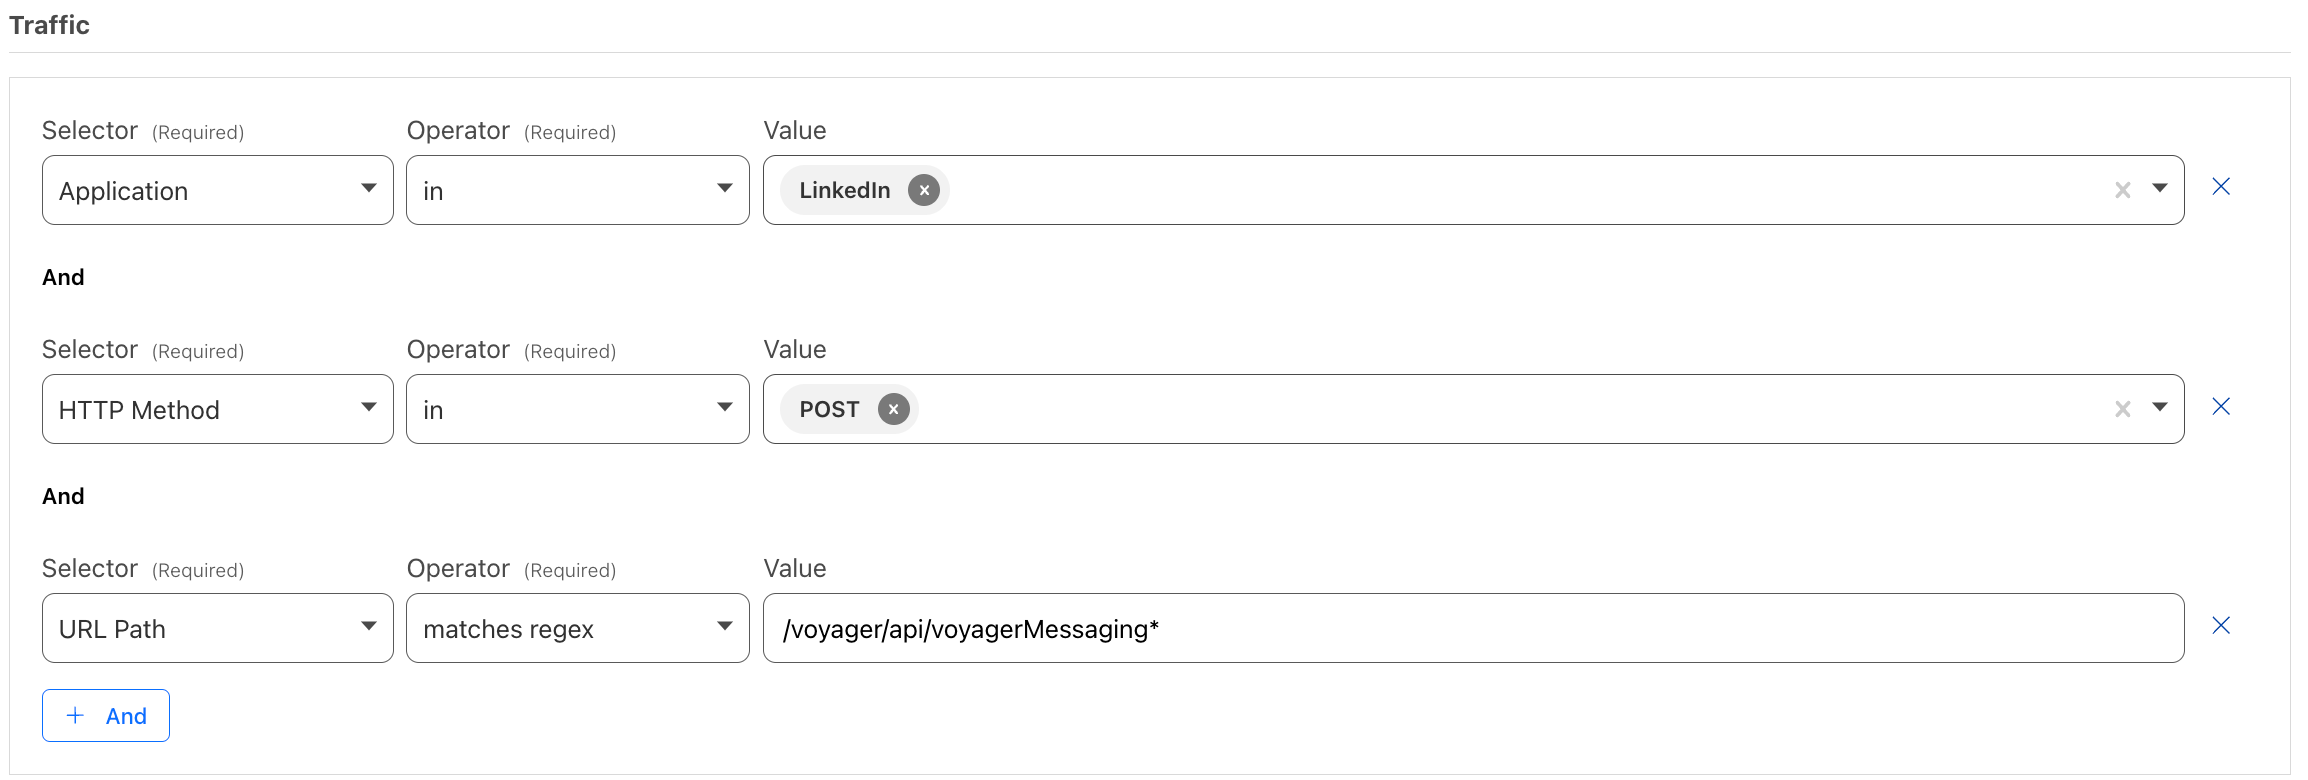 Traffic
Selector (Required) Operator (Required) Value
Application in LinkedIn
And
Selector (Required) Operator (Required) Value
HTTP Method in POST
And
Selector (Required) Operator (Required) Value
URL Path matches regex /voyager/api/voyagerMessaging*
+ And